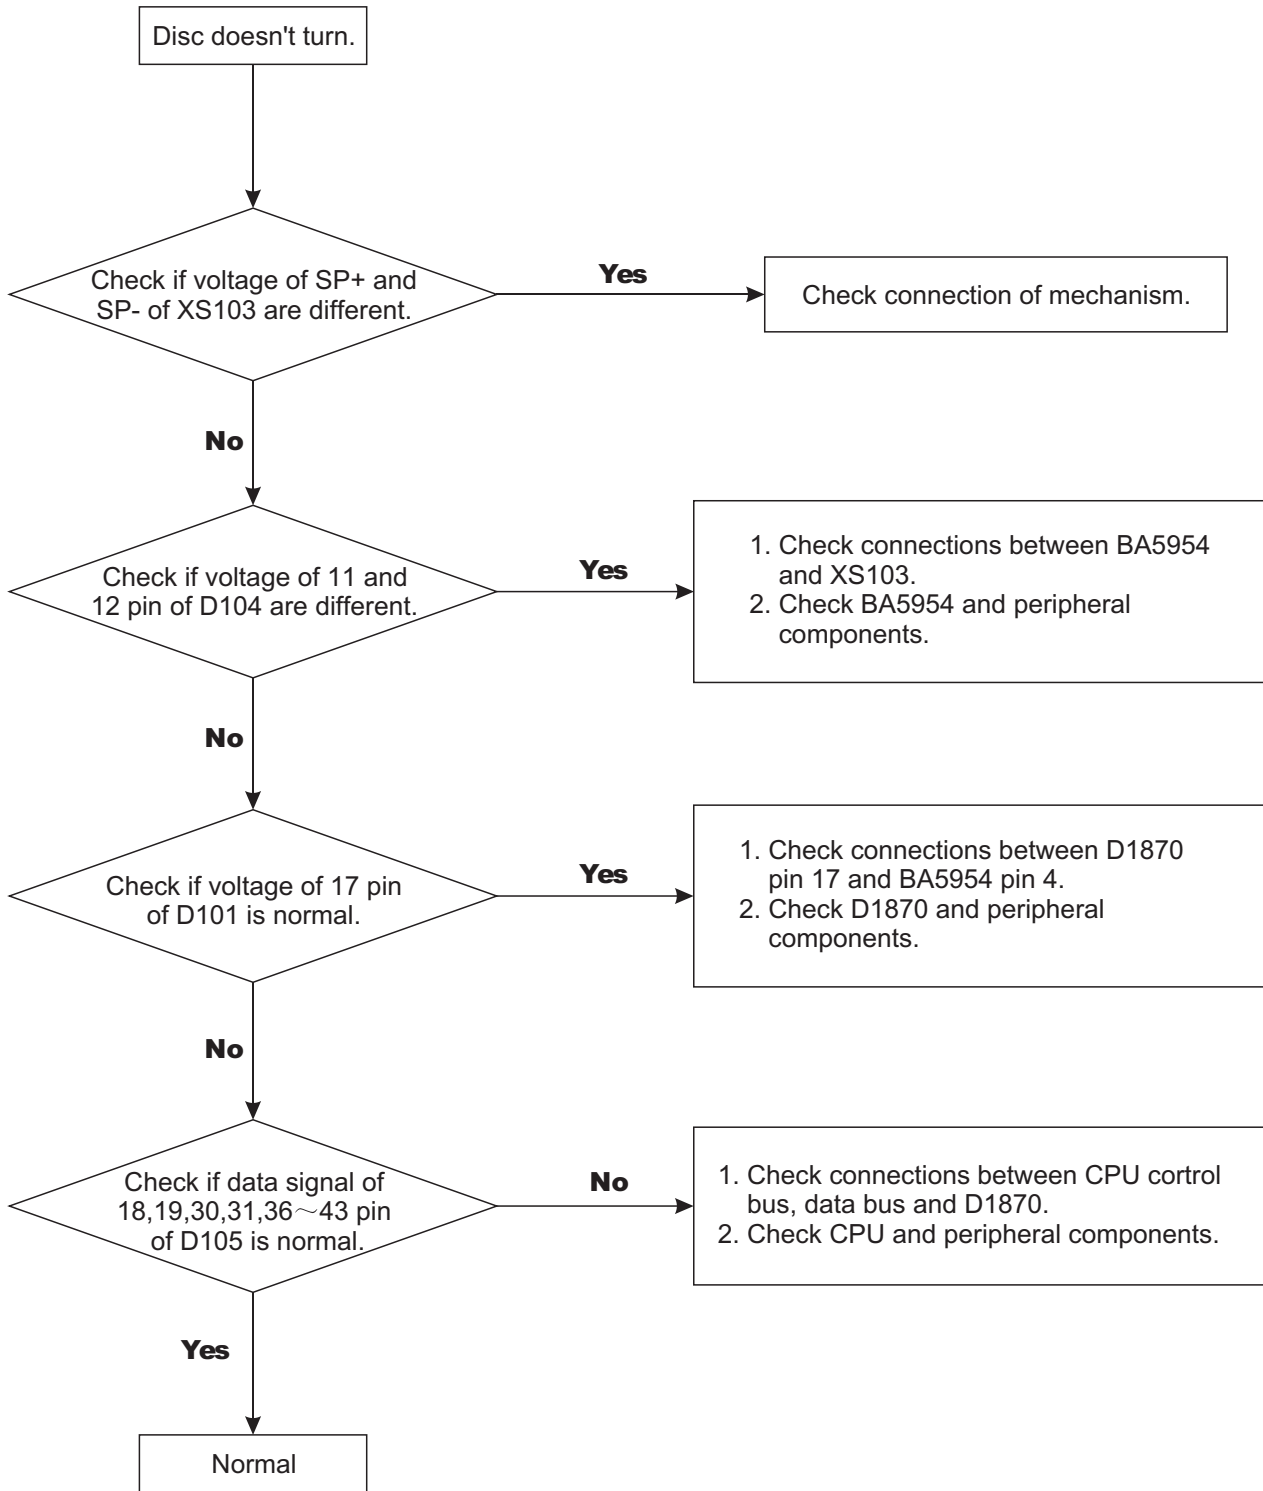 Disc doesn't turn.
Check if voltage of SP+ and
SP- of XS103 are different.
Yes
Check connection of mechanism.
No
Check if voltage of 11 and
12 pin of D104 are different.
Yes
1. Check connections between BA5954
and XS103.
2. Check BA5954 and peripheral
components.
No
Check if voltage of 17 pin
of D101 is normal.
Yes
1. Check connections between D1870
pin 17 and BA5954 pin 4.
2. Check D1870 and peripheral
components.
No
Check if data signal of
18,19,30,31,36～43 pin
of D105 is normal.
No
1. Check connections between CPU cortrol
bus, data bus and D1870.
2. Check CPU and peripheral components.
Yes
Normal